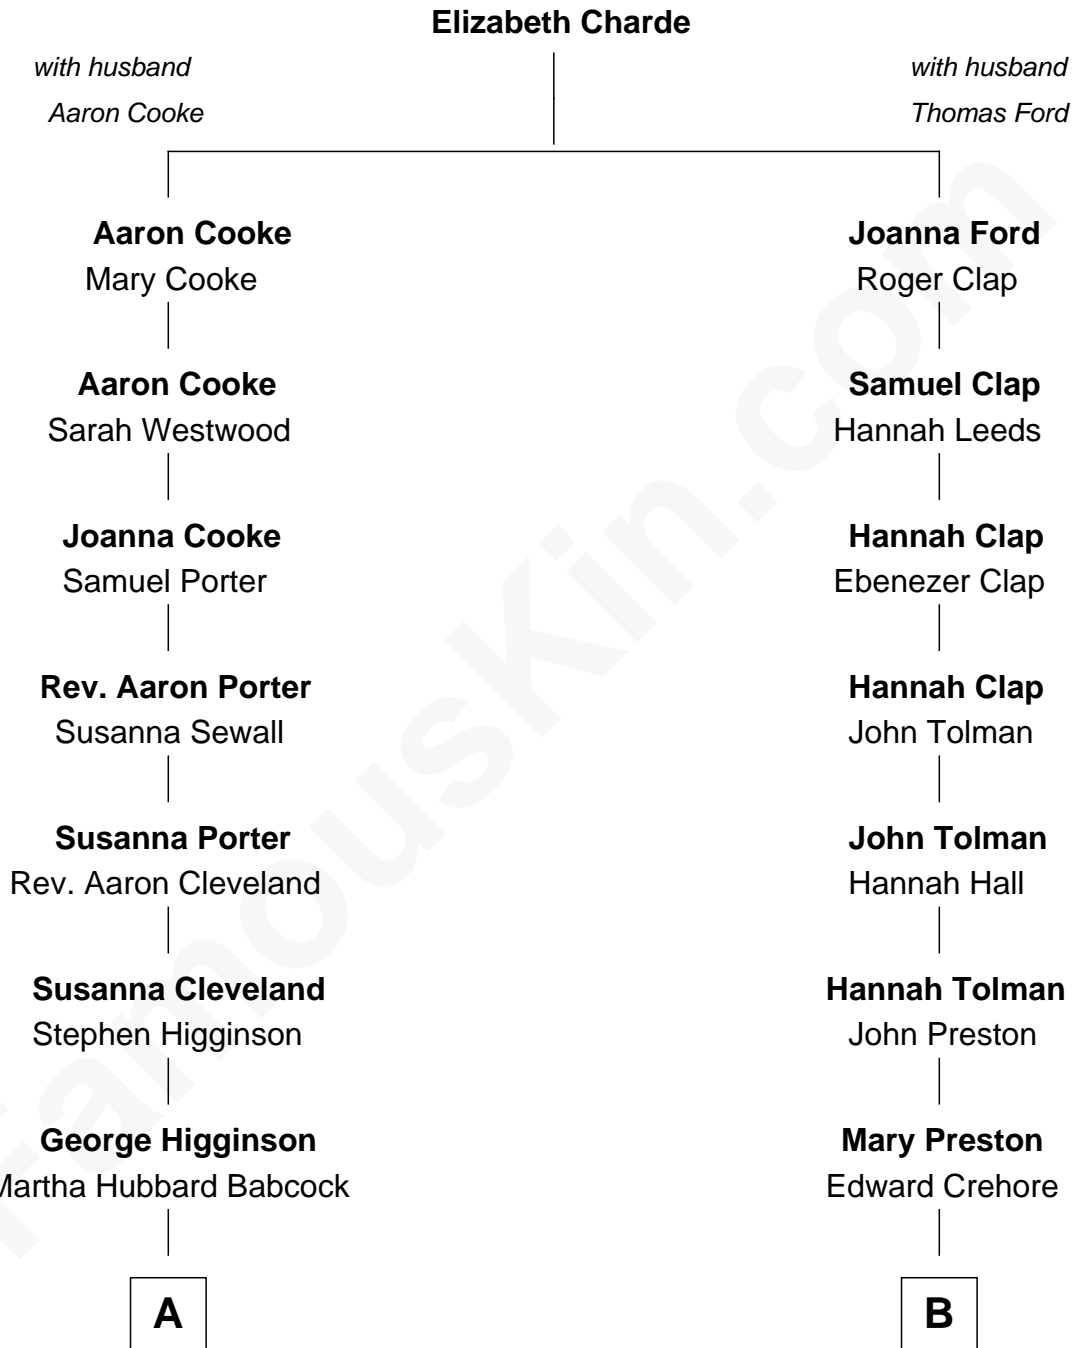 Elizabeth Charde
with husband
Aaron Cooke
with husband
Thomas Ford
Aaron Cooke
Mary Cooke
Joanna Ford
Roger Clap
Aaron Cooke
Sarah Westwood
Samuel Clap
Hannah Leeds
Joanna Cooke
Samuel Porter
Hannah Clap
Ebenezer Clap
Rev. Aaron Porter
Susanna Sewall
Hannah Clap
John Tolman
Susanna Porter
Rev. Aaron Cleveland
John Tolman
Hannah Hall
Susanna Cleveland
Stephen Higginson
Hannah Tolman
John Preston
George Higginson
Martha Hubbard Babcock
Mary Preston
Edward Crehore
A
B
FamousKin.com